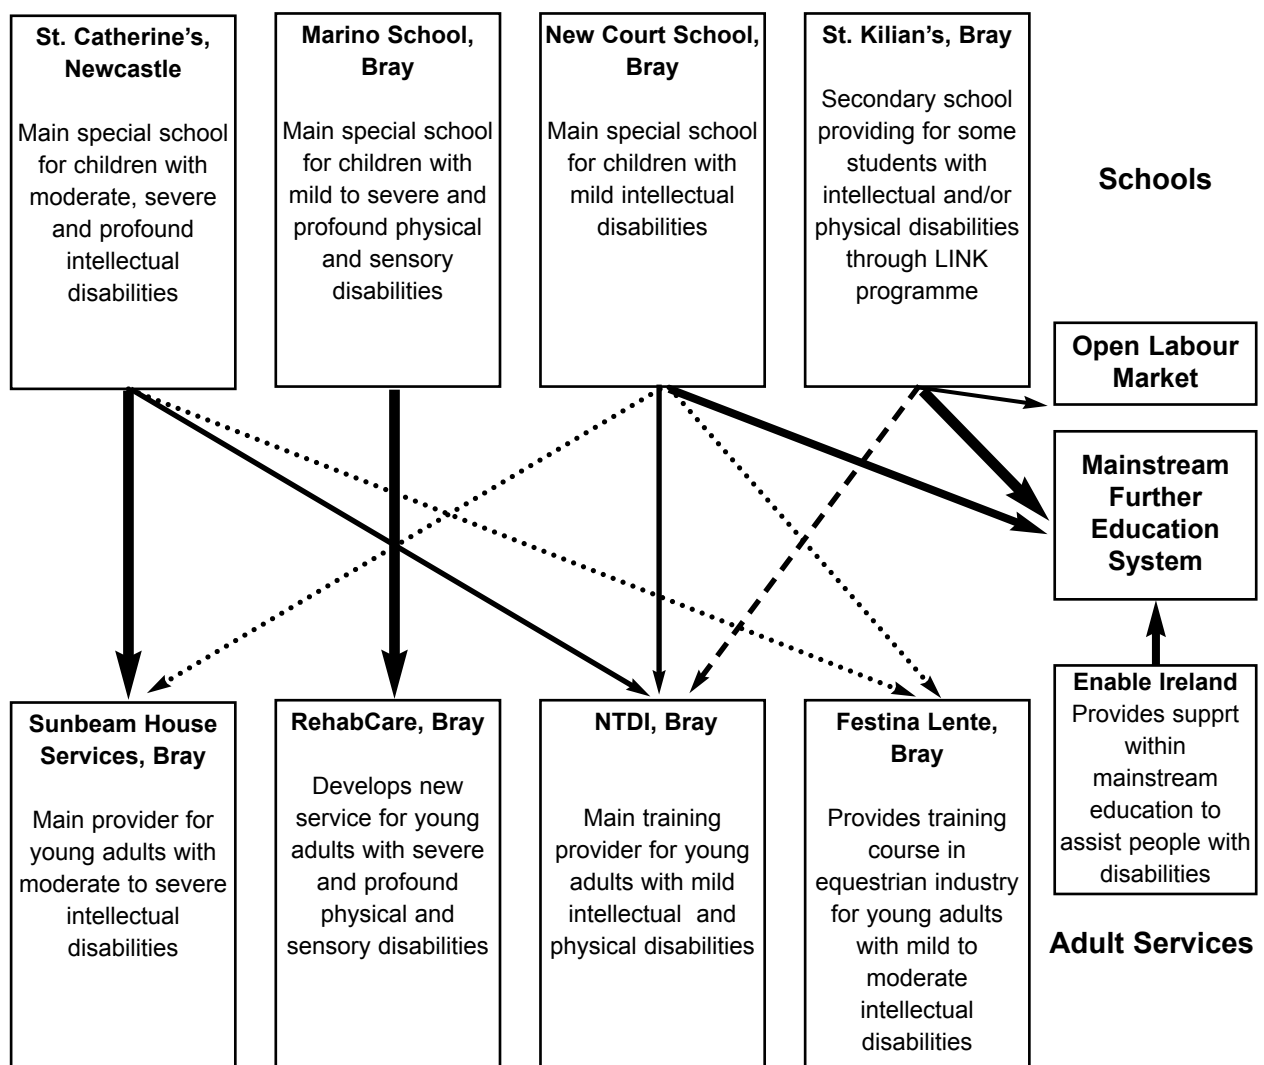 St. Catherine’s,
Newcastle
Main special school
for children with
moderate, severe
and profound
intellectual
disabilities
Marino School,
Bray
Main special school
for children with
mild to severe and
profound physical
and sensory
disabilities
New Court School,
Bray
Main special school
for children with
mild intellectual
disabilities
St. Kilian’s, Bray
Secondary school
providing for some
students with
intellectual and/or
physical disabilities
through LINK
programme
Schools
Open Labour
Market
Mainstream
Further
Education
System
Sunbeam House
Services, Bray
Main provider for
young adults with
moderate to severe
intellectual
disabilities
RehabCare, Bray
Develops new
service for young
adults with severe
and profound
physical and
sensory disabilities
NTDI, Bray
Main training
provider for young
adults with mild
intellectual and
physical disabilities
Festina Lente,
Bray
Provides training
course in
equestrian industry
for young adults
with mild to
moderate
intellectual
disabilities
Enable Ireland
Provides supprt
within
mainstream
education to
assist people with
disabilities
Adult Services